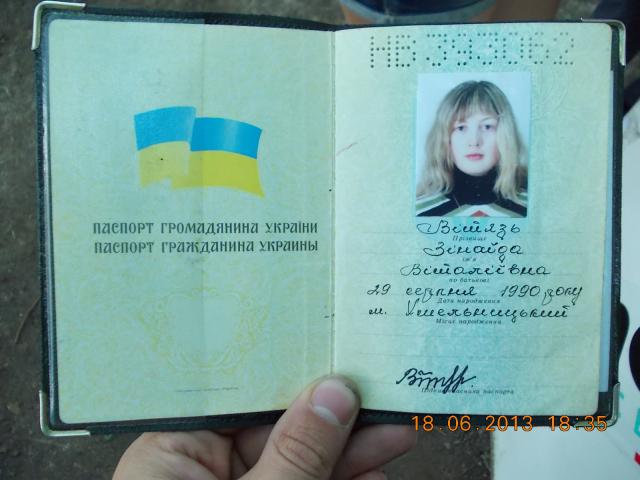 ПАСПОРТ ГРОМАДЯНИНА УКРАЇНИ
ПАСПОРТ ГРАЖДАНИНА УКРАИНЫ
НВ 393062
Вітязь
Прізвище
Зінаїда
ім'я
Віталіївна
по батькові
29 серпня 1990 року
Дата народження
м. Хмельницький
Місце народження
Підпис власника паспорта
18.06.2013 18:35